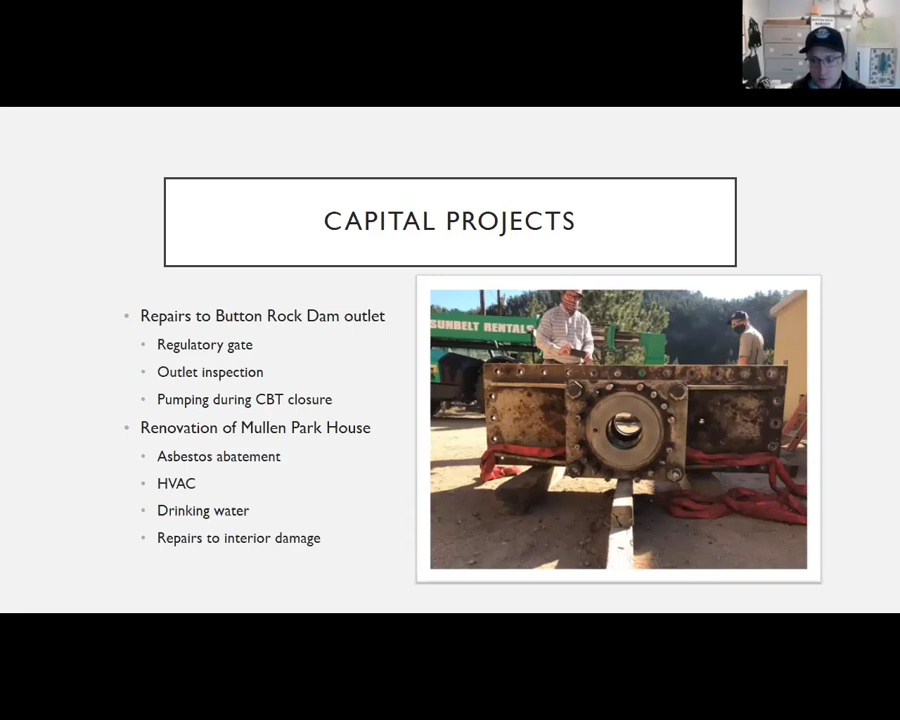 CAPITAL PROJECTS
• Repairs to Button Rock Dam outlet
• Regulatory gate
• Outlet inspection
• Pumping during CBT closure
• Renovation of Mullen Park House
• Asbestos abatement
• HVAC
• Drinking water
• Repairs to interior damage
SUNBELT RENTALS